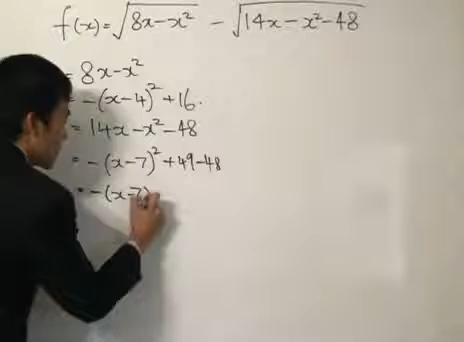 f(x) = √(8x-x²) - √(14x-x²-48)
= 8x-x²
= -(x-4)²+16.
= 14x-x²-48
= -(x-7)²+49-48
= -(x-7)